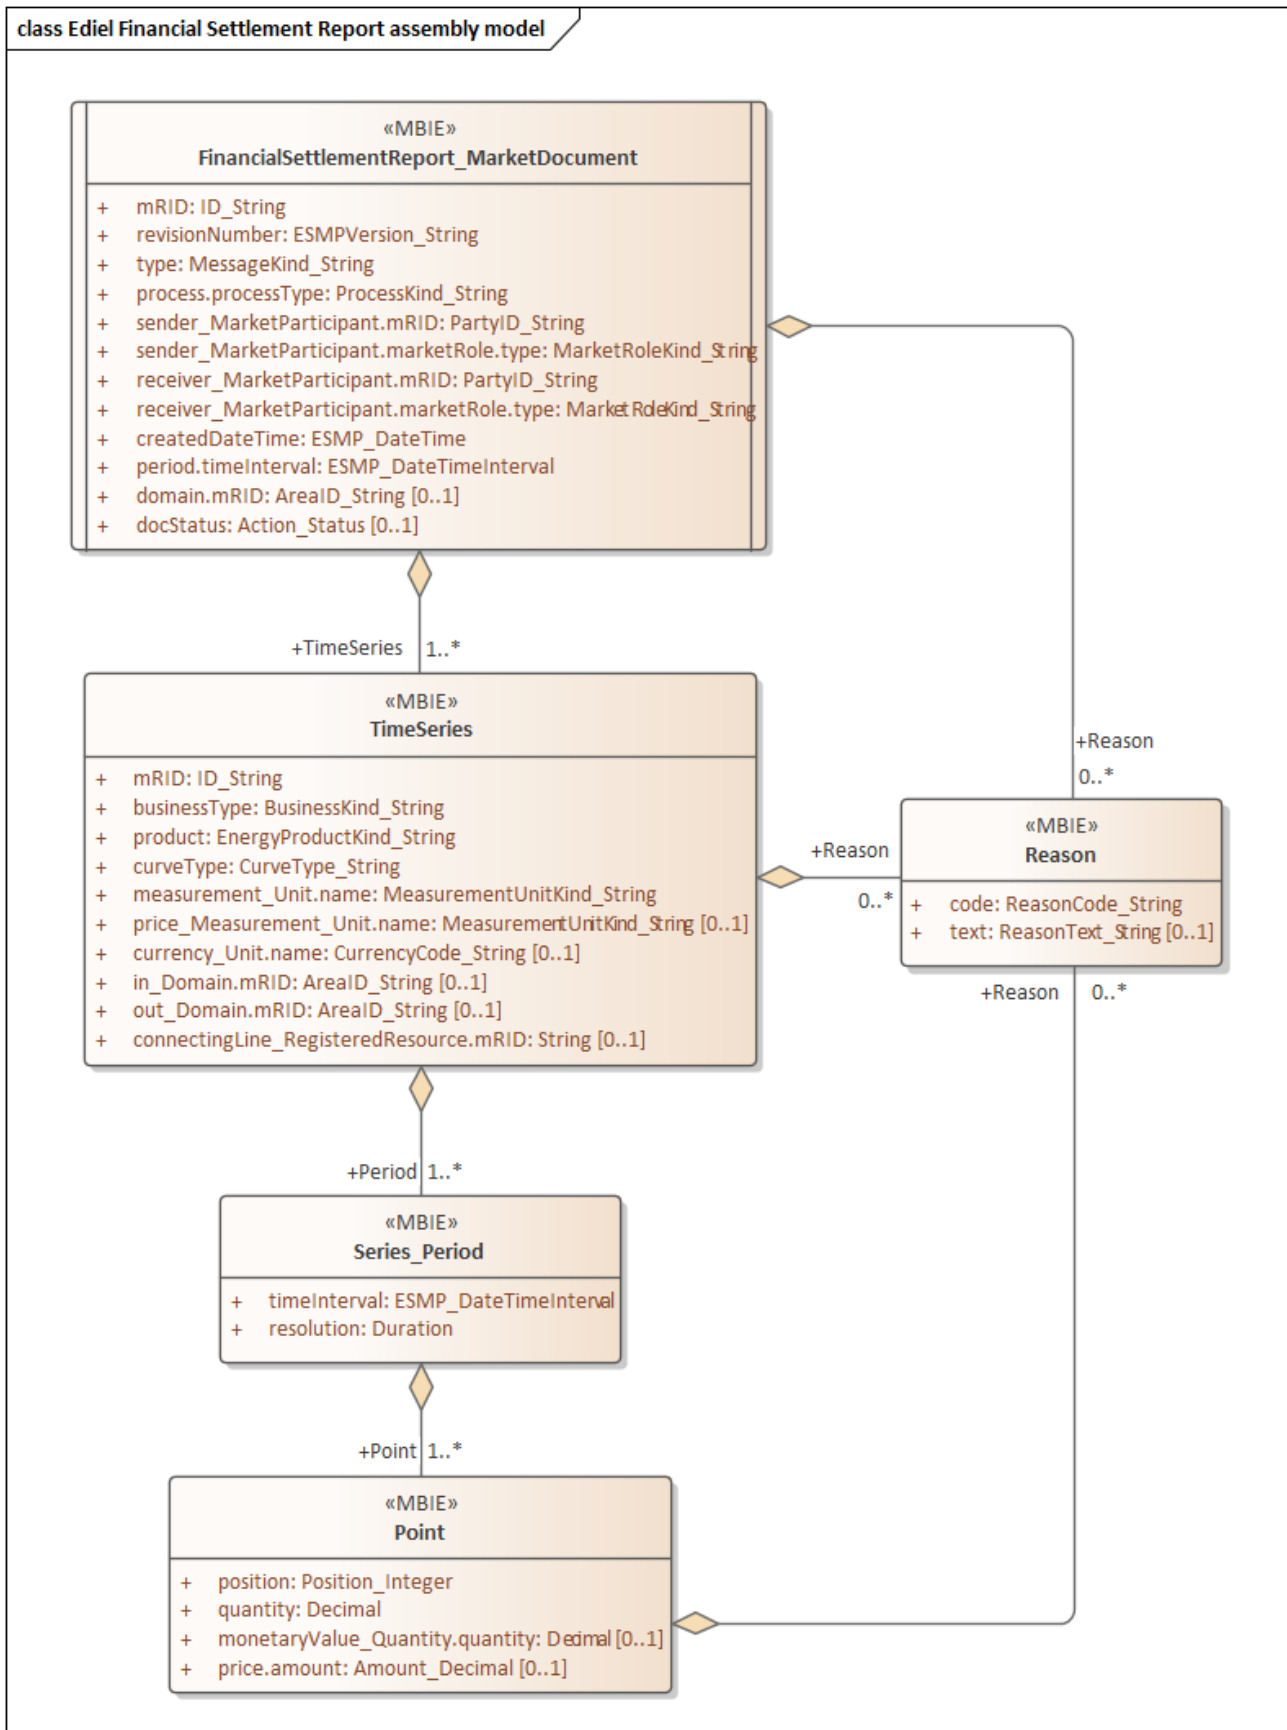 class Ediel Financial Settlement Report assembly model
«MBIE»
FinancialSettlementReport_MarketDocument
+ mRID: ID_String
+ revisionNumber: ESMPVersion_String
+ type: MessageKind_String
+ process.processType: ProcessKind_String
+ sender_MarketParticipant.mRID: PartyID_String
+ sender_MarketParticipant.marketRole.type: MarketRoleKind_String
+ receiver_MarketParticipant.mRID: PartyID_String
+ receiver_MarketParticipant.marketRole.type: MarketRoleKind_String
+ createdDateTime: ESMP_DateTime
+ period.timeInterval: ESMP_DateTimeInterval
+ domain.mRID: AreaID_String [0..1]
+ docStatus: Action_Status [0..1]
+TimeSeries 1..*
«MBIE»
TimeSeries
+ mRID: ID_String
+ businessType: BusinessKind_String
+ product: EnergyProductKind_String
+ curveType: CurveType_String
+ measurement_Unit.name: MeasurementUnitKind_String
+ price_Measurement_Unit.name: MeasurementUnitKind_String [0..1]
+ currency_Unit.name: CurrencyCode_String [0..1]
+ in_Domain.mRID: AreaID_String [0..1]
+ out_Domain.mRID: AreaID_String [0..1]
+ connectingLine_RegisteredResource.mRID: String [0..1]
+Reason
0..*
+Reason
0..*
«MBIE»
Reason
+ code: ReasonCode_String
+ text: ReasonText_String [0..1]
+Reason 0..*
+Period 1..*
«MBIE»
Series_Period
+ timeInterval: ESMP_DateTimeInterval
+ resolution: Duration
+Point 1..*
«MBIE»
Point
+ position: Position_Integer
+ quantity: Decimal
+ monetaryValue_Quantity.quantity: Decimal [0..1]
+ price.amount: Amount_Decimal [0..1]